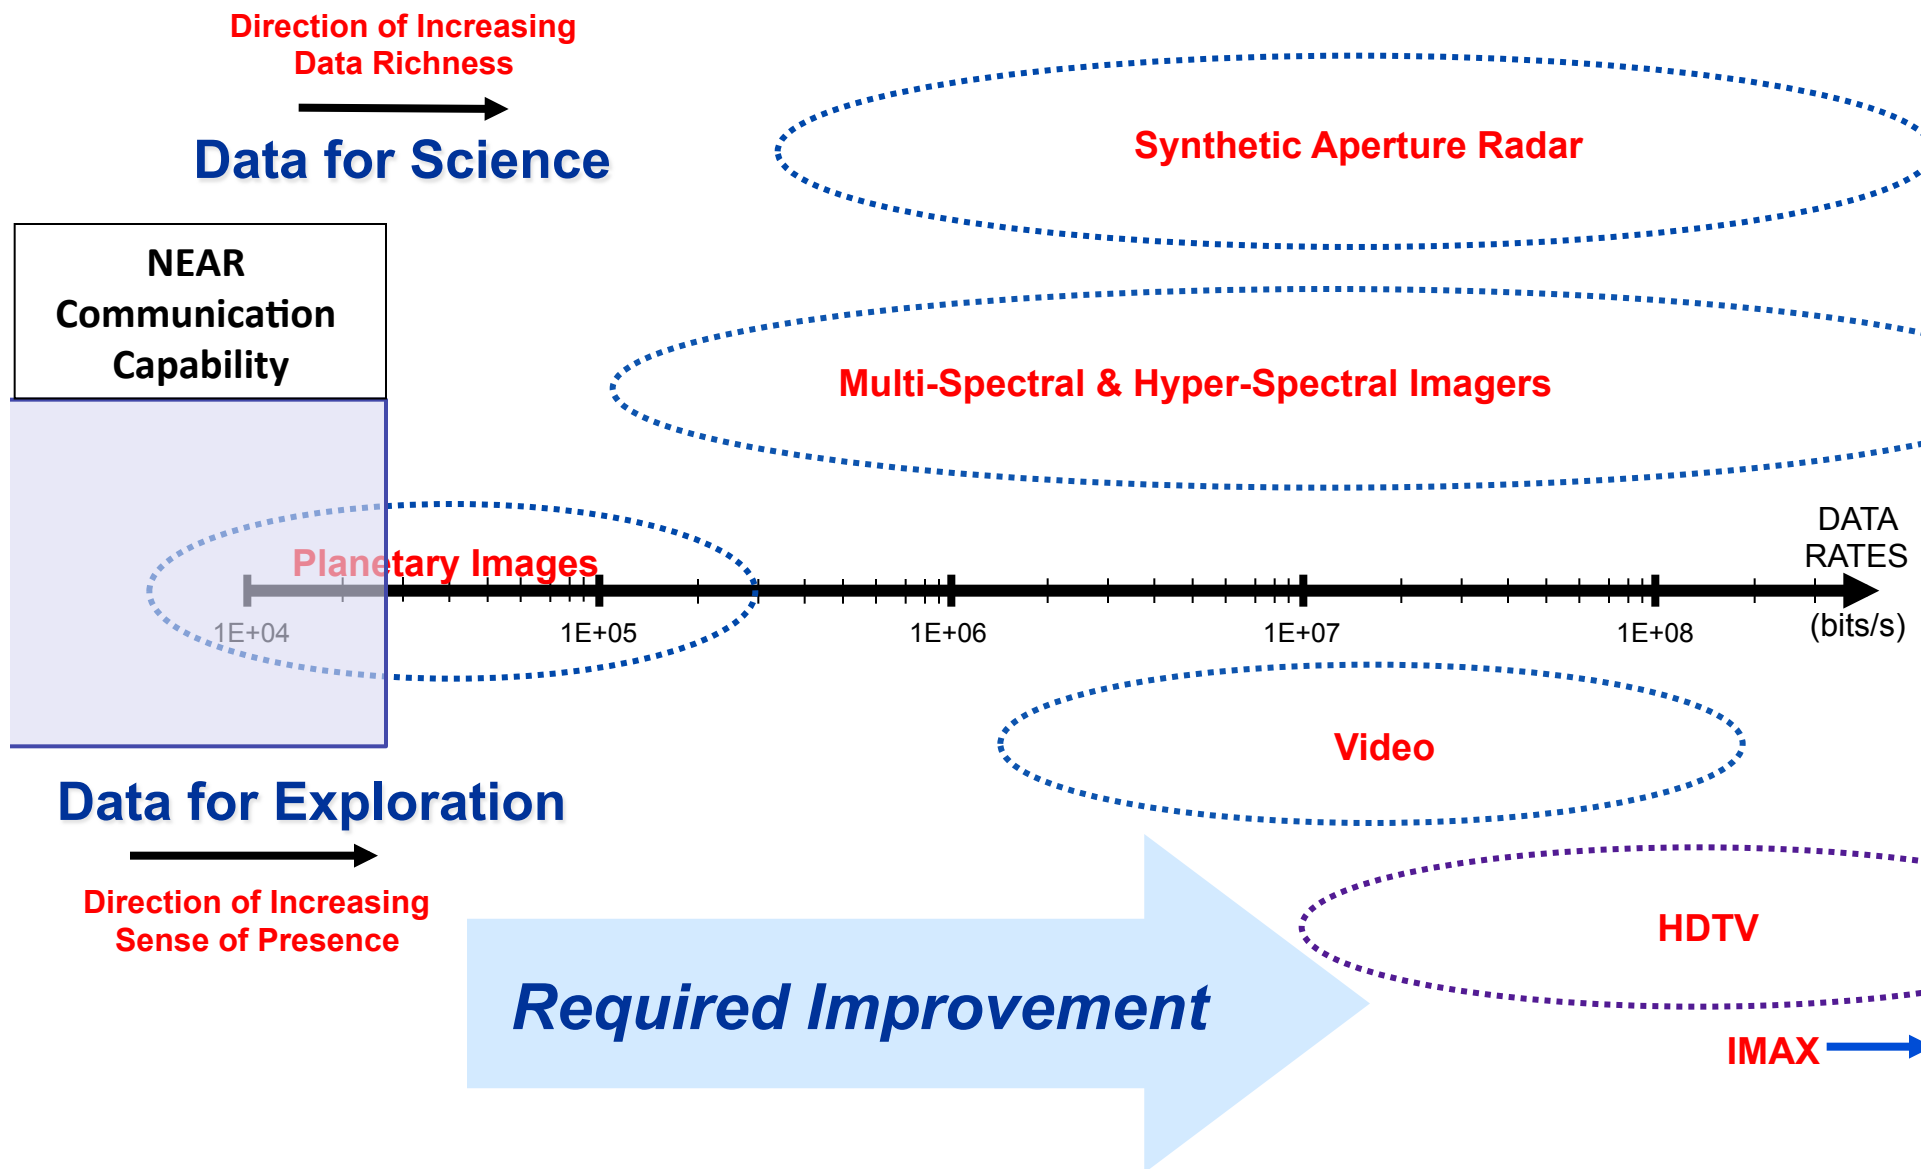 Direction of Increasing
Data Richness
Data for Science
Synthetic Aperture Radar
NEAR
Communication
Capability
Multi-Spectral & Hyper-Spectral Imagers
Planetary Images
DATA
RATES
1E+04
1E+05
1E+06
1E+07
1E+08
(bits/s)
Video
Data for Exploration
Direction of Increasing
Sense of Presence
HDTV
Required Improvement
IMAX